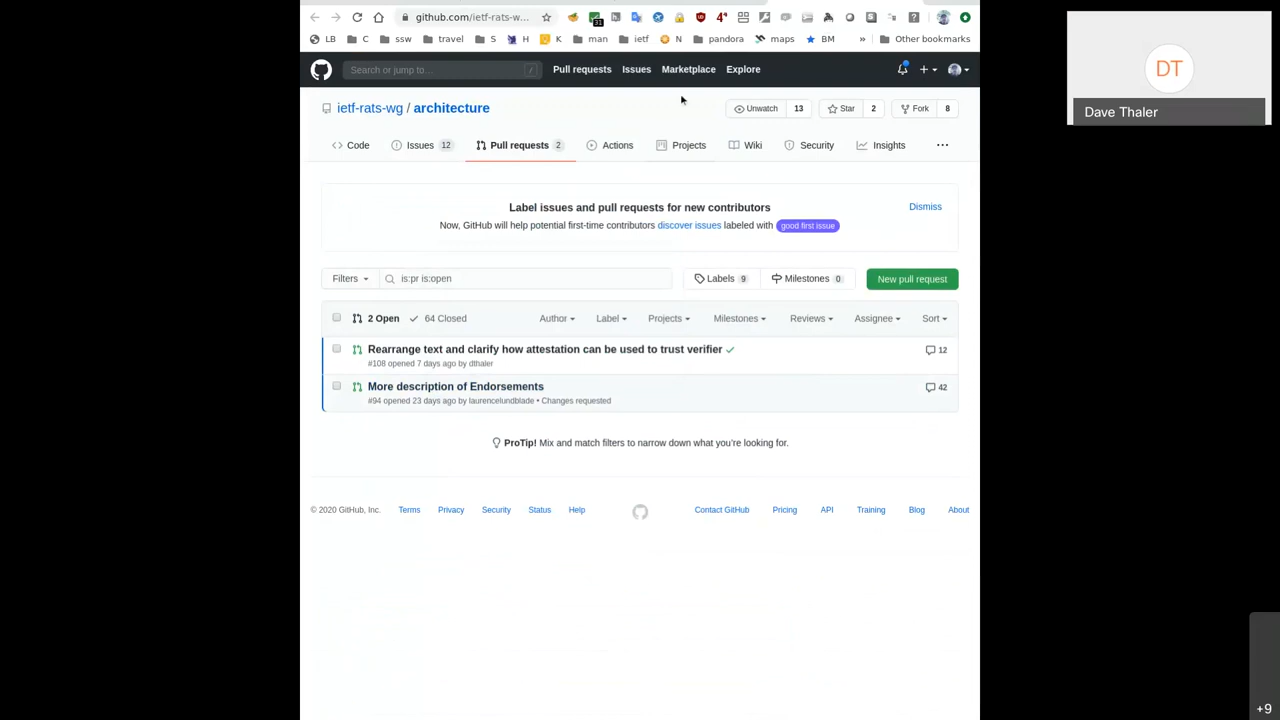 github.com/ietf-rats-w...
31
LB C ssw travel S H K man ietf N pandora maps BM » Other bookmarks
Search or jump to... / Pull requests Issues Marketplace Explore
ietf-rats-wg / architecture Unwatch 13 Star 2 Fork 8
Code Issues 12 Pull requests 2 Actions Projects Wiki Security Insights ...
Label issues and pull requests for new contributors Dismiss
Now, GitHub will help potential first-time contributors discover issues labeled with good first issue
Filters is:pr is:open Labels 9 Milestones 0 New pull request
2 Open 64 Closed Author Label Projects Milestones Reviews Assignee Sort
Rearrange text and clarify how attestation can be used to trust verifier 12
#108 opened 7 days ago by dthaler
More description of Endorsements 42
#94 opened 23 days ago by laurencelundblade • Changes requested
ProTip! Mix and match filters to narrow down what you're looking for.
© 2020 GitHub, Inc. Terms Privacy Security Status Help Contact GitHub Pricing API Training Blog About
DT
Dave Thaler
+9